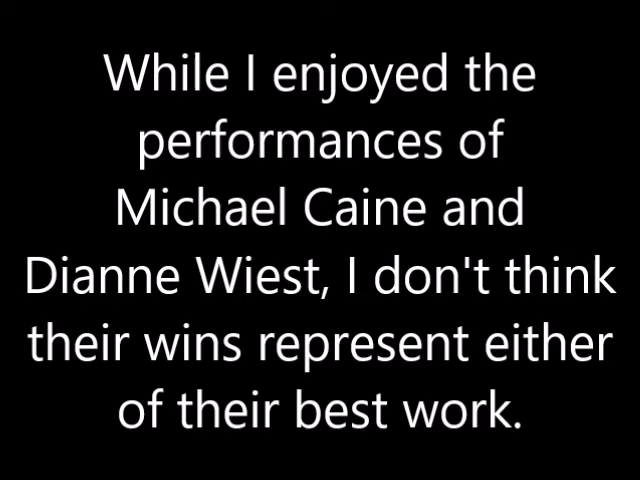 While I enjoyed the
performances of
Michael Caine and
Dianne Wiest, I don't think
their wins represent either
of their best work.